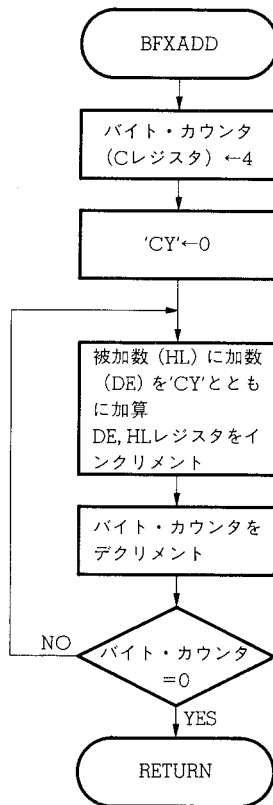 BFXADD
バイト・カウンタ
(Cレジスタ)←4
'CY'←0
被加数(HL)に加数
(DE)を'CY'ととも
に加算
DE,HLレジスタをイ
ンクリメント
バイト・カウンタを
デクリメント
NO
バイト・カウンタ
=0
YES
RETURN